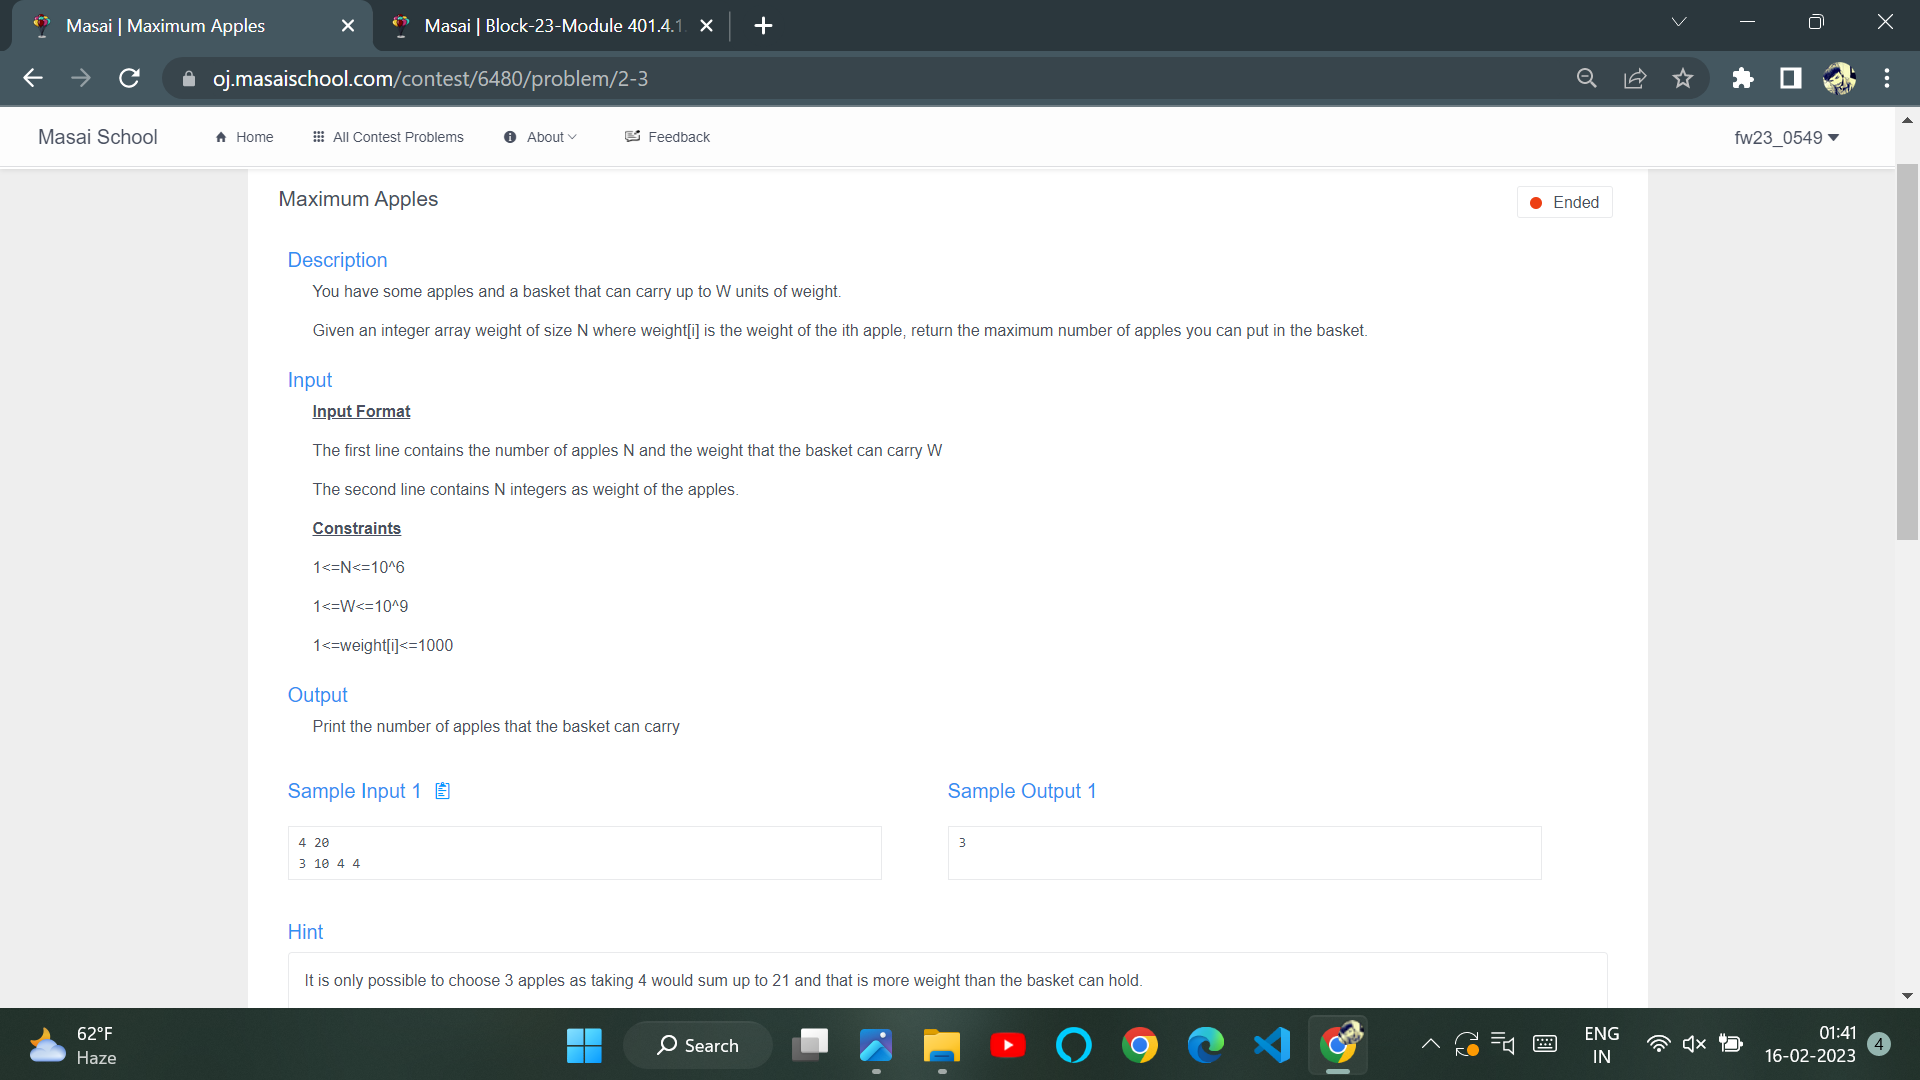 Masai | Maximum Apples
Masai | Block-23-Module 401.4.1
oj.masaischool.com/contest/6480/problem/2-3
Masai School
Home
All Contest Problems
About
Feedback
fw23_0549
Maximum Apples
Ended
Description
You have some apples and a basket that can carry up to W units of weight.
Given an integer array weight of size N where weight[i] is the weight of the ith apple, return the maximum number of apples you can put in the basket.
Input
Input Format
The first line contains the number of apples N and the weight that the basket can carry W
The second line contains N integers as weight of the apples.
Constraints
1<=N<=10^6
1<=W<=10^9
1<=weight[i]<=1000
Output
Print the number of apples that the basket can carry
Sample Input 1
Sample Output 1
4 20
3 10 4 4
3
Hint
It is only possible to choose 3 apples as taking 4 would sum up to 21 and that is more weight than the basket can hold.
62°F
Haze
Search
ENG
IN
01:41
16-02-2023
4